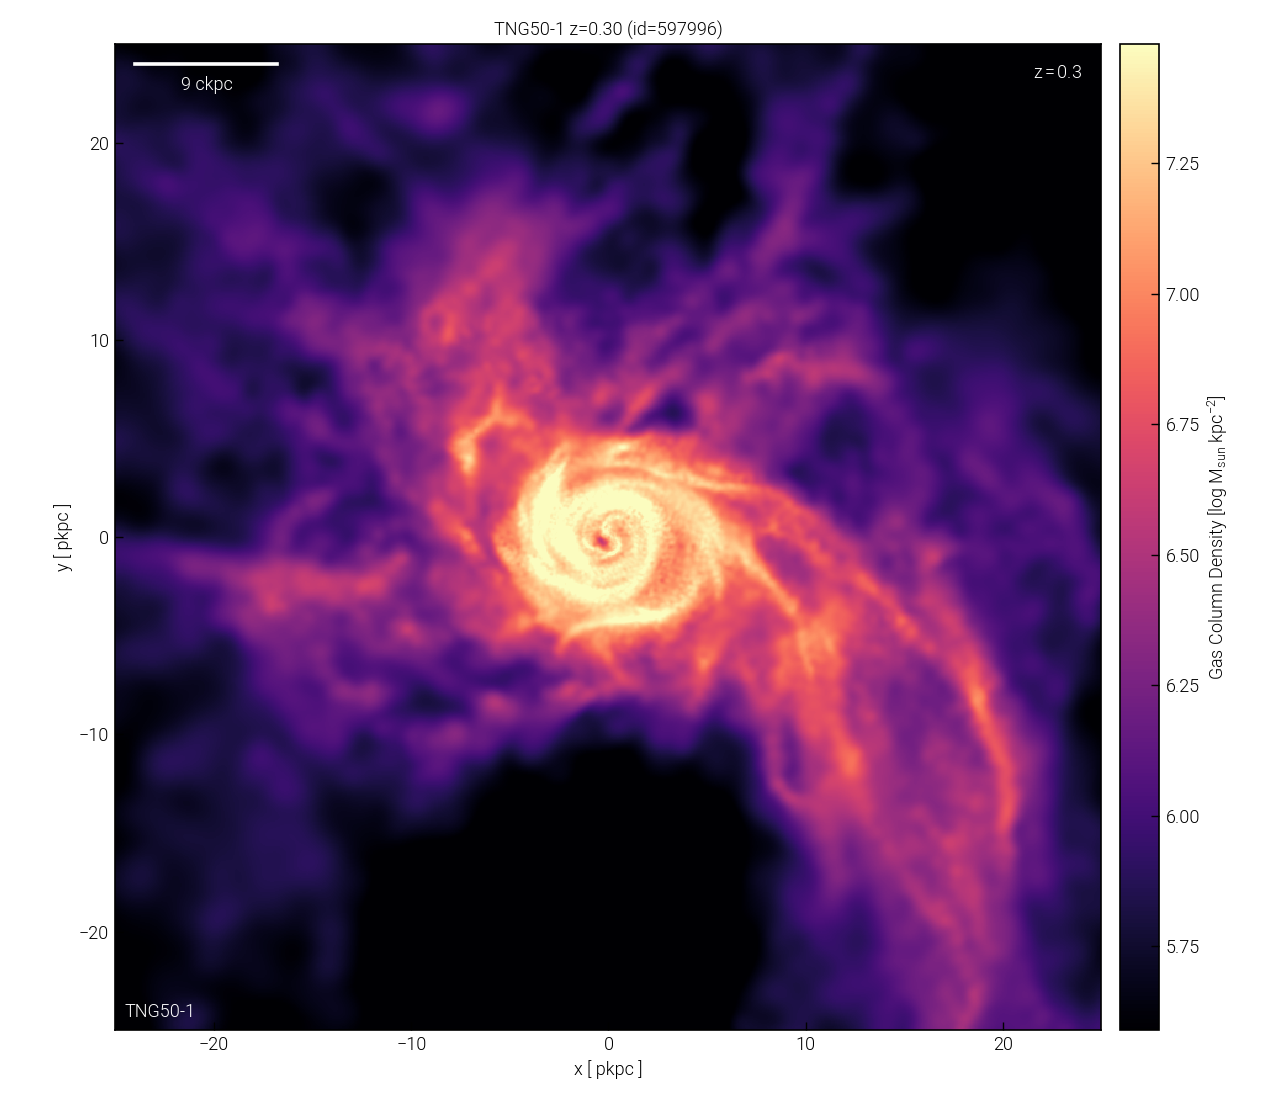 TNG50-1 z=0.30 (id=597996)
9 ckpc
z=0.3
20
10
0
−10
−20
y [ pkpc ]
TNG50-1
−20
−10
0
10
20
x [ pkpc ]
7.25
7.00
6.75
6.50
6.25
6.00
5.75
Gas Column Density [log M_sun kpc⁻²]